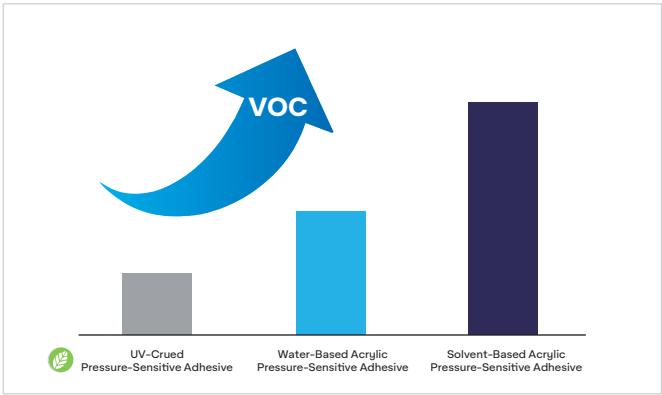 VOC
UV-Crued
Pressure-Sensitive Adhesive
Water-Based Acrylic
Pressure-Sensitive Adhesive
Solvent-Based Acrylic
Pressure-Sensitive Adhesive